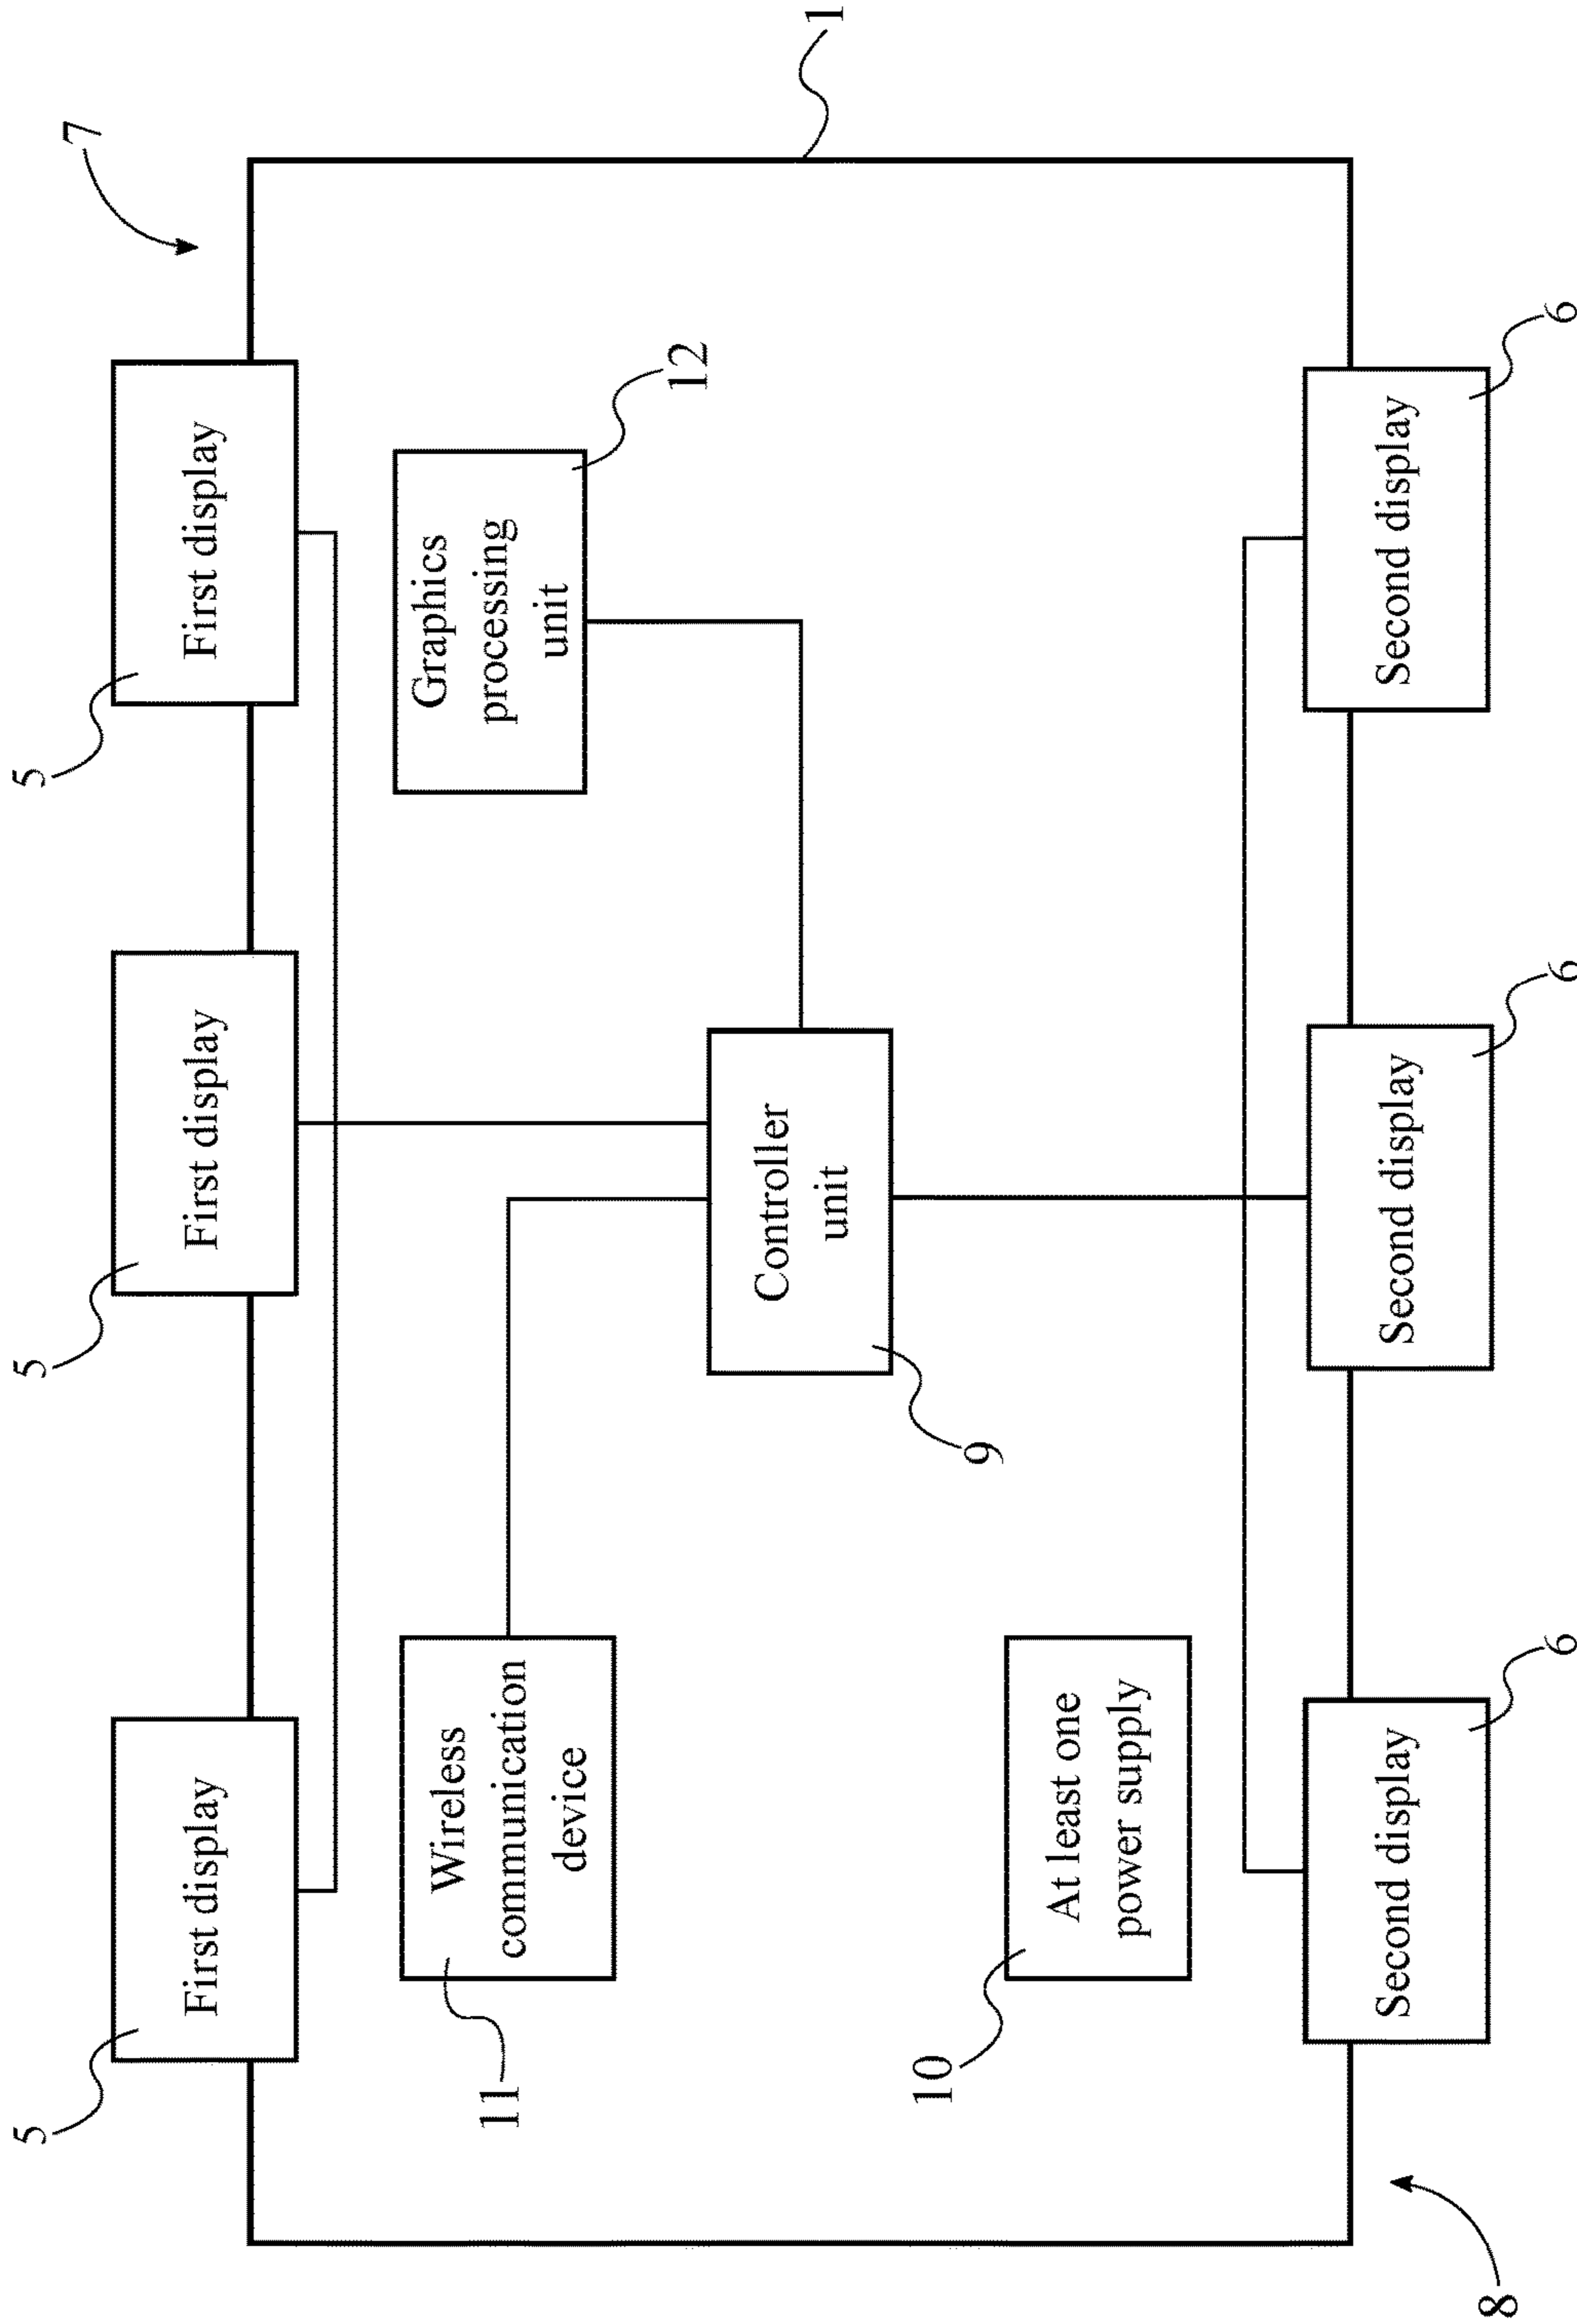 5
5
5
7
First display
First display
First display
Wireless
communication
device
11
Graphics
processing
unit
12
Controller
unit
1
9
10
At least one
power supply
Second display
Second display
Second display
8
6
6
6